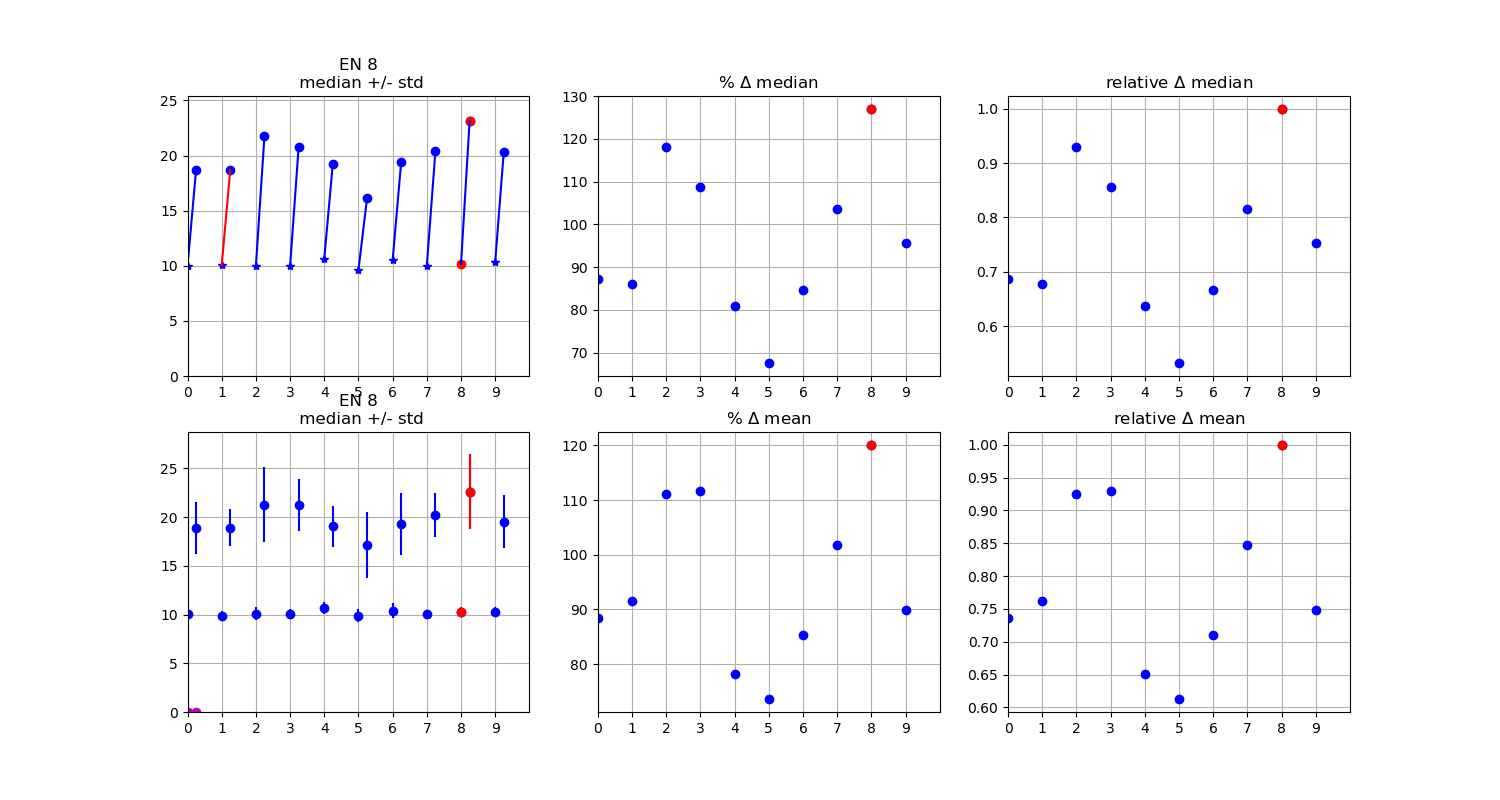 EN 8
median +/- std
25
20
15
10
5
0
0 1 2 3 4 5 6 7 8 9
% Δ median
130
120
110
100
90
80
70
0 1 2 3 4 5 6 7 8 9
relative Δ median
1.0
0.9
0.8
0.7
0.6
0 1 2 3 4 5 6 7 8 9
EN 8
median +/- std
25
20
15
10
5
0
0 1 2 3 4 5 6 7 8 9
% Δ mean
120
110
100
90
80
0 1 2 3 4 5 6 7 8 9
relative Δ mean
1.00
0.95
0.90
0.85
0.80
0.75
0.70
0.65
0.60
0 1 2 3 4 5 6 7 8 9